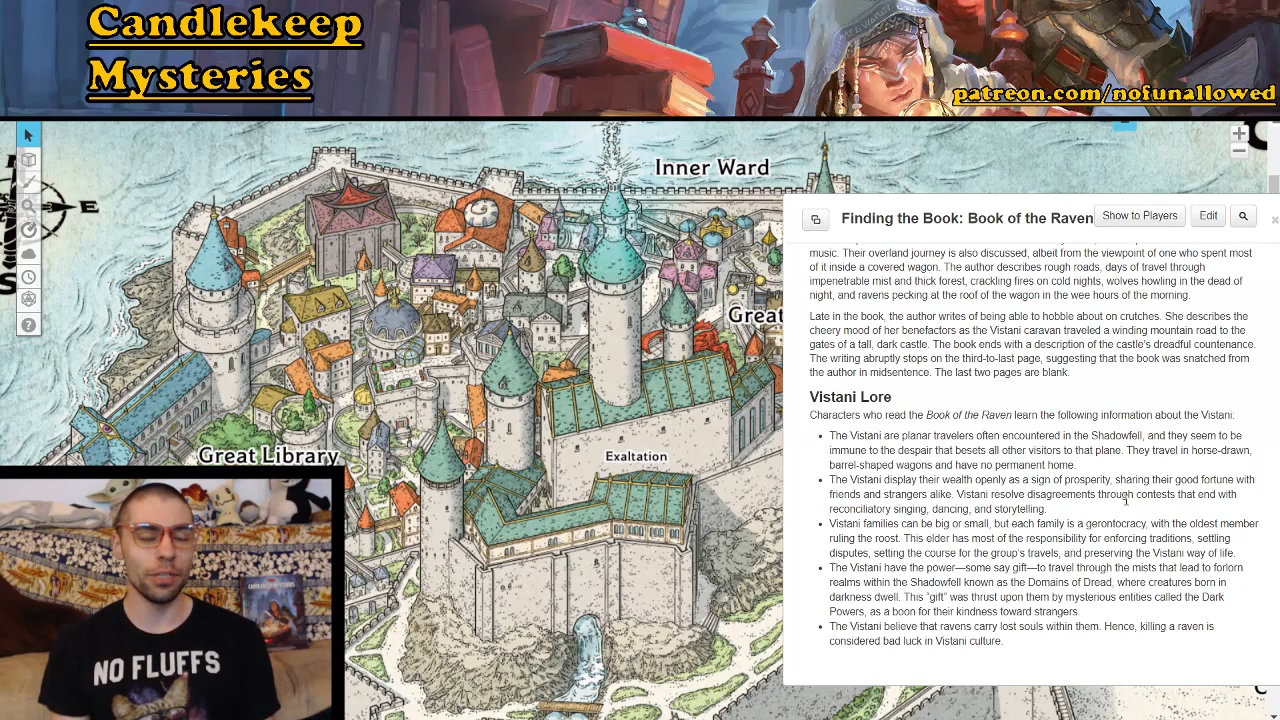 Candlekeep
Mysteries
patreon.com/nofunallowed
E
S
Inner Ward
Great
Great Library
Exaltation
Finding the Book: Book of the Raven
Show to Players
Edit
music. Their overland journey is also discussed, albeit from the viewpoint of one who spent most
of it inside a covered wagon. The author describes rough roads, days of travel through
impenetrable mist and thick forest, crackling fires on cold nights, wolves howling in the dead of
night, and ravens pecking at the roof of the wagon in the wee hours of the morning.
Late in the book, the author writes of being able to hobble about on crutches. She describes the
cheery mood of her benefactors as the Vistani caravan traveled a winding mountain road to the
gates of a tall, dark castle. The book ends with a description of the castle's dreadful countenance.
The writing abruptly stops on the third-to-last page, suggesting that the book was snatched from
the author in midsentence. The last two pages are blank.
Vistani Lore
Characters who read the Book of the Raven learn the following information about the Vistani:
• The Vistani are planar travelers often encountered in the Shadowfell, and they seem to be
immune to the despair that besets all other visitors to that plane. They travel in horse-drawn,
barrel-shaped wagons and have no permanent home.
• The Vistani display their wealth openly as a sign of prosperity, sharing their good fortune with
friends and strangers alike. Vistani resolve disagreements through contests that end with
reconciliatory singing, dancing, and storytelling.
• Vistani families can be big or small, but each family is a gerontocracy, with the oldest member
ruling the roost. This elder has most of the responsibility for enforcing traditions, settling
disputes, setting the course for the group's travels, and preserving the Vistani way of life.
• The Vistani have the power—some say gift—to travel through the mists that lead to forlorn
realms within the Shadowfell known as the Domains of Dread, where creatures born in
darkness dwell. This "gift" was thrust upon them by mysterious entities called the Dark
Powers, as a boon for their kindness toward strangers.
• The Vistani believe that ravens carry lost souls within them. Hence, killing a raven is
considered bad luck in Vistani culture.
CANDLEKEEP MYSTERIES
NO FLUFFS